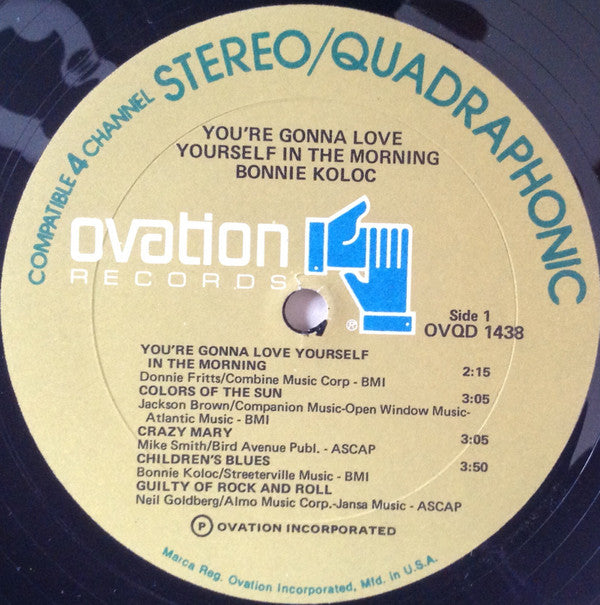 COMPATIBLE 4 CHANNEL STEREO/QUADRAPHONIC
YOU'RE GONNA LOVE
YOURSELF IN THE MORNING
BONNIE KOLOC
ovation
RECORDS
®
Side 1
OVQD 1438
YOU'RE GONNA LOVE YOURSELF
IN THE MORNING 2:15
Donnie Fritts/Combine Music Corp - BMI
COLORS OF THE SUN 3:05
Jackson Brown/Companion Music-Open Window Music-
Atlantic Music - BMI
CRAZY MARY 3:05
Mike Smith/Bird Avenue Publ. - ASCAP
CHILDREN'S BLUES 3:50
Bonnie Koloc/Streeterville Music - BMI
GUILTY OF ROCK AND ROLL
Neil Goldberg/Almo Music Corp.-Jansa Music - ASCAP
Ⓟ OVATION INCORPORATED
Marca Reg. Ovation Incorporated, Mfd. in U.S.A.